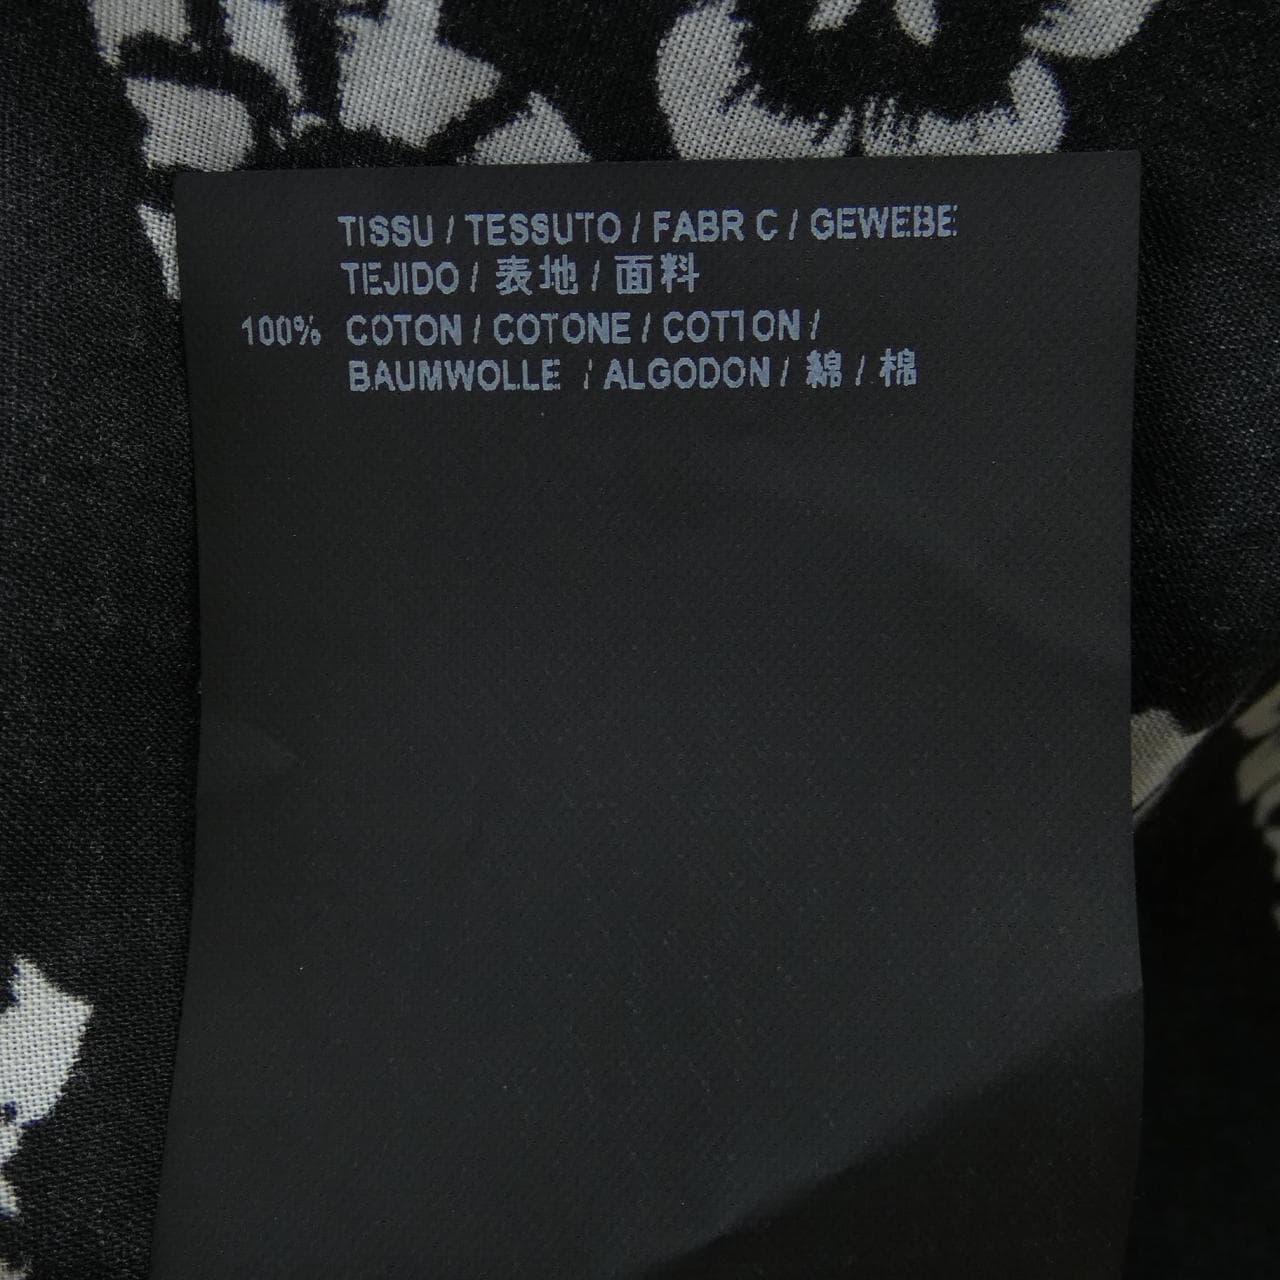 TISSU / TESSUTO / FABR C / GEWEBE
TEJIDO / 表地 / 面料
100% COTON / COTONE / COTTON /
BAUMWOLLE / ALGODON / 綿 / 棉